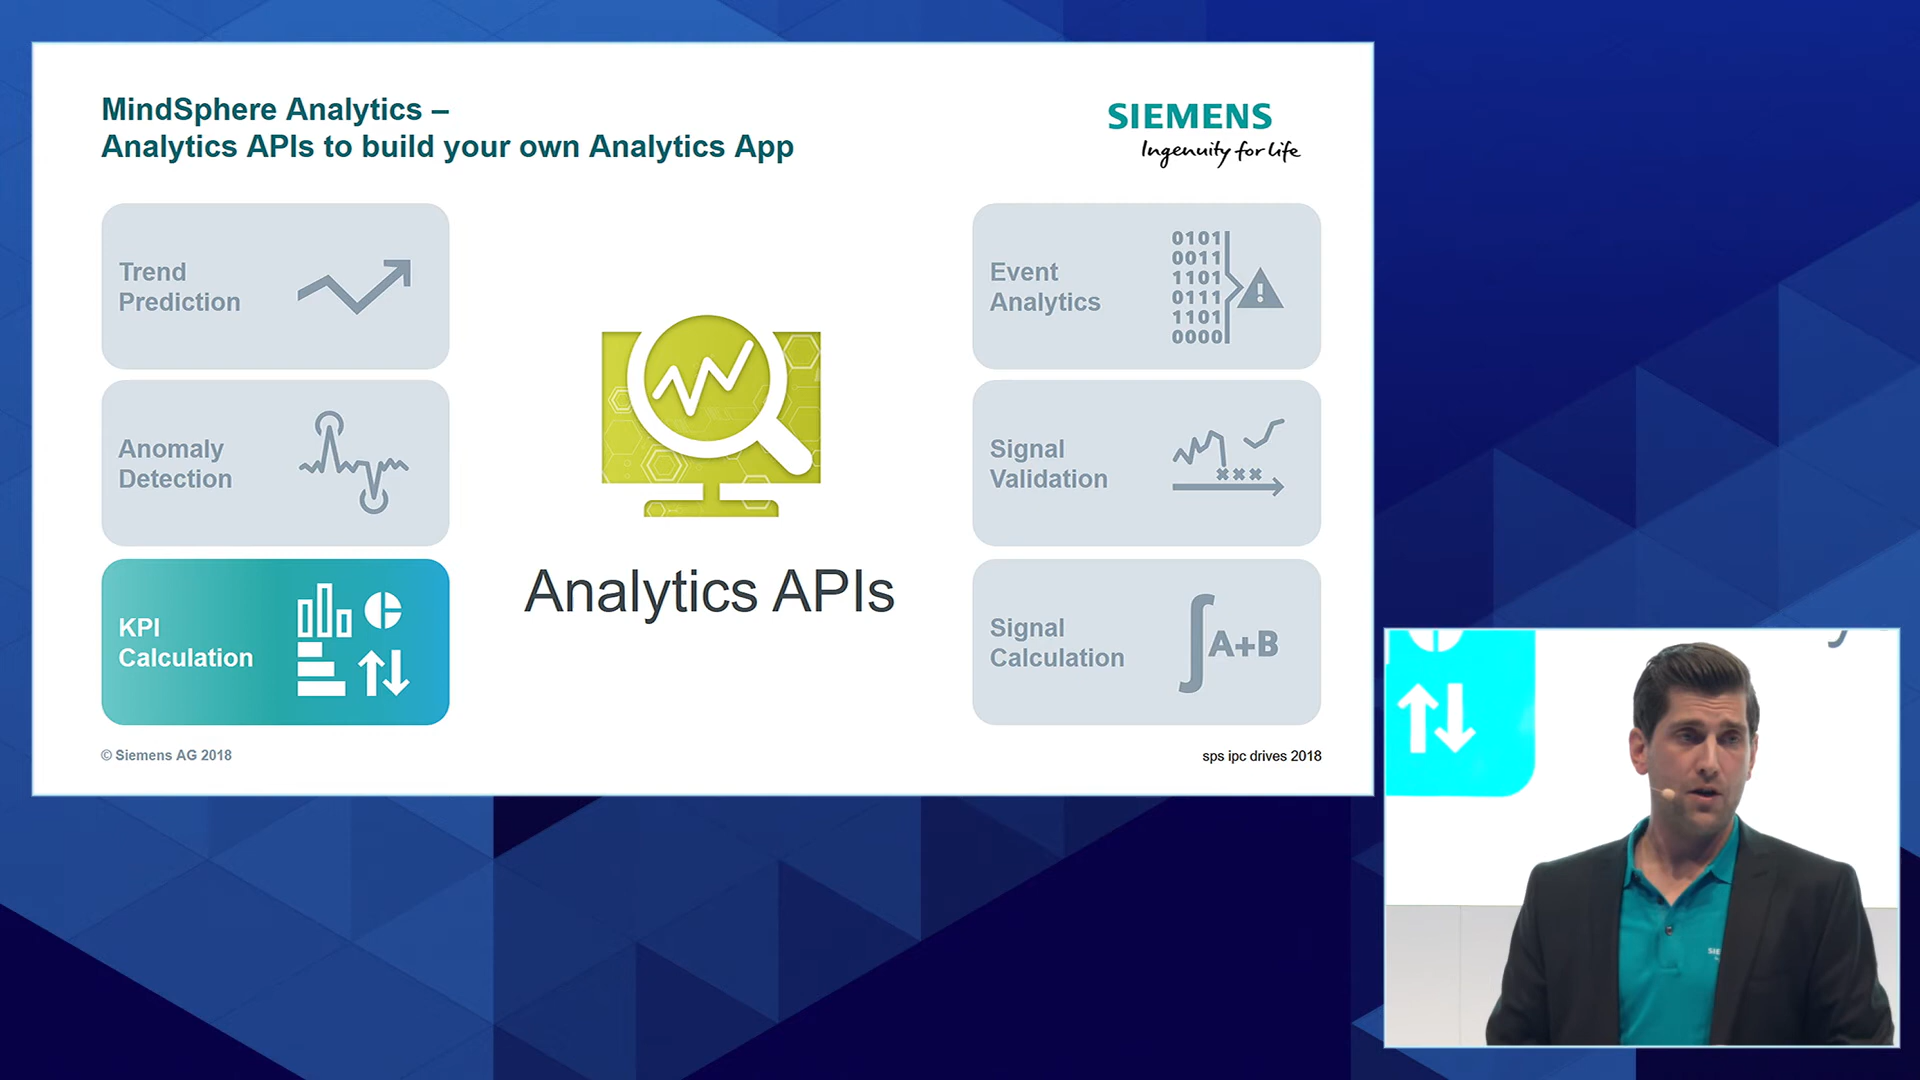 MindSphere Analytics –
Analytics APIs to build your own Analytics App
SIEMENS
Ingenuity for life
Trend
Prediction
Anomaly
Detection
KPI
Calculation
Analytics APIs
Event
Analytics
0101
0011
1101
0111
1101
0000
Signal
Validation
Signal
Calculation
A+B
© Siemens AG 2018
sps ipc drives 2018